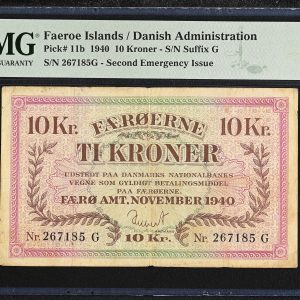 MG Faeroe Islands / Danish Administration
GUARANTY Pick# 11b 1940 10 Kroner - S/N Suffix G
S/N 267185G - Second Emergency Issue
10 Kr. FÆRØERNE 10 Kr.
TI KRONER
UDSTEDT PAA DANMARKS NATIONALBANKS
VEGNE SOM GYLDIGT BETALINGSMIDDEL
PAA FÆRØERNE.
FÆRØ AMT, NOVEMBER 1940
Nr. 267185 G Nr. 267185 G
10 Kr.